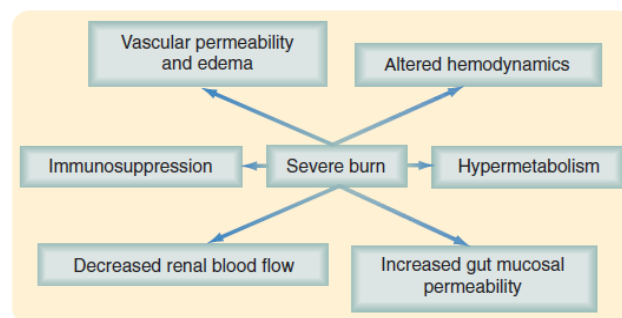 Vascular permeability
and edema
Altered hemodynamics
Immunosuppression
Severe burn
Hypermetabolism
Decreased renal blood flow
Increased gut mucosal
permeability